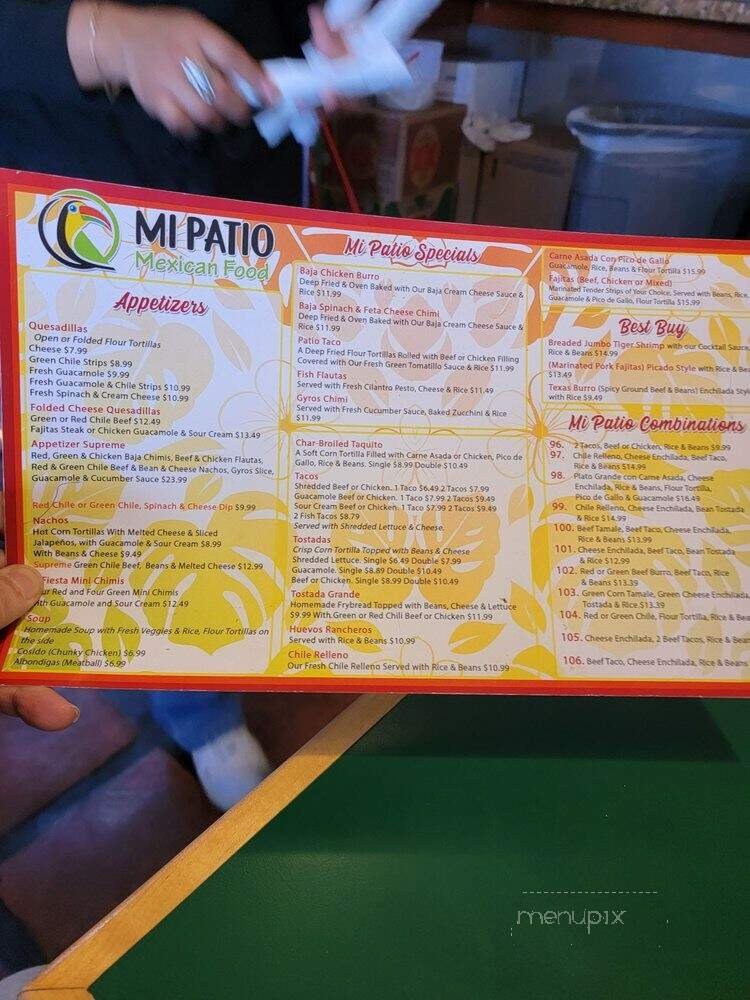 MI PATIO
Mexican Food
Appetizers
Quesadillas
Open or Folded Flour Tortillas
Cheese $7.99
Green Chile Strips $8.99
Fresh Guacamole $9.99
Fresh Guacamole & Chile Strips $10.99
Fresh Spinach & Cream Cheese $10.99
Folded Cheese Quesadillas
Green or Red Chile Beef $12.49
Fajitas Steak or Chicken Guacamole & Sour Cream $13.49
Appetizer Supreme
Red, Green & Chicken Baja Chimis, Beef & Chicken Flautas,
Red & Green Chile Beef & Bean & Cheese Nachos, Gyros Slice,
Guacamole & Cucumber Sauce $23.99
Red Chile or Green Chile, Spinach & Cheese Dip $9.99
Nachos
Hot Corn Tortillas With Melted Cheese & Sliced
Jalapeños, with Guacamole & Sour Cream $8.99
With Beans & Cheese $9.49
Supreme Green Chile Beef, Beans & Melted Cheese $12.99
Fiesta Mini Chimis
ur Red and Four Green Mini Chimis
th Guacamole and Sour Cream $12.49
Soup
Homemade Soup with Fresh Veggies & Rice, Flour Tortillas on
the side
Cosido (Chunky Chicken) $6.99
Albondigas (Meatball) $6.99
Mi Patio Specials
Baja Chicken Burro
Deep Fried & Oven Baked with Our Baja Cream Cheese Sauce &
Rice $11.99
Baja Spinach & Feta Cheese Chimi
Deep Fried & Oven Baked with Our Baja Cream Cheese Sauce &
Rice $11.99
Patio Taco
A Deep Fried Flour Tortillas Rolled with Beef or Chicken Filling
Covered with Our Fresh Green Tomatillo Sauce & Rice $11.99
Fish Flautas
Served with Fresh Cilantro Pesto, Cheese & Rice $11.49
Gyros Chimi
Served with Fresh Cucumber Sauce, Baked Zucchini & Rice
$11.99
Char-Broiled Taquito
A Soft Corn Tortilla Filled with Carne Asada or Chicken, Pico de
Gallo, Rice & Beans. Single $8.99 Double $10.49
Tacos
Shredded Beef or Chicken. 1 Taco $6.49 2 Tacos $7.99
Guacamole Beef or Chicken. 1 Taco $7.99 2 Tacos $9.49
Sour Cream Beef or Chicken. 1 Taco $7.99 2 Tacos $9.49
2 Fish Tacos $8.79
Served with Shredded Lettuce & Cheese.
Tostadas
Crisp Corn Tortilla Topped with Beans & Cheese
Shredded Lettuce. Single $6.49 Double $7.99
Guacamole. Single $8.89 Double $10.49
Beef or Chicken. Single $8.99 Double $10.49
Tostada Grande
Homemade Frybread Topped with Beans, Cheese & Lettuce
$9.99 With Green or Red Chili Beef or Chicken $11.99
Huevos Rancheros
Served with Rice & Beans $10.99
Chile Relleno
Our Fresh Chile Relleno Served with Rice & Beans $10.99
Carne Asada Con Pico de Gallo
Guacamole, Rice, Beans & Flour Tortilla $15.99
Fajitas (Beef, Chicken or Mixed)
Marinated Tender Strips of Your Choice, Served with Beans, Rice,
Guacamole & Pico de Gallo, Flour Tortilla $15.99
Best Buy
Breaded Jumbo Tiger Shrimp with our Cocktail Sauce,
Rice & Beans $14.99
(Marinated Pork Fajitas) Picado Style with Rice & Bea
$13.49
Texas Burro (Spicy Ground Beef & Beans) Enchilada Style
with Rice $9.49
Mi Patio Combinations
96. 2 Tacos, Beef or Chicken, Rice & Beans $9.99
97. Chile Relleno, Cheese Enchilada, Beef Taco,
Rice & Beans $14.99
98. Plato Grande con Carne Asada, Cheese
Enchilada, Rice & Beans, Flour Tortilla,
Pico de Gallo & Guacamole $16.49
99. Chile Relleno, Cheese Enchilada, Bean Tostada
& Rice $14.99
100. Beef Tamale, Beef Taco, Cheese Enchilada,
Rice & Beans $13.99
101. Cheese Enchilada, Beef Taco, Bean Tostada
& Rice $12.99
102. Red or Green Beef Burro, Beef Taco, Rice
& Beans $13.39
103. Green Corn Tamale, Green Cheese Enchilada,
Tostada & Rice $13.39
104. Red or Green Chile, Flour Tortilla, Rice & Bea
105. Cheese Enchilada, 2 Beef Tacos, Rice & Bea
106. Beef Taco, Cheese Enchilada, Rice & Beans
menupix